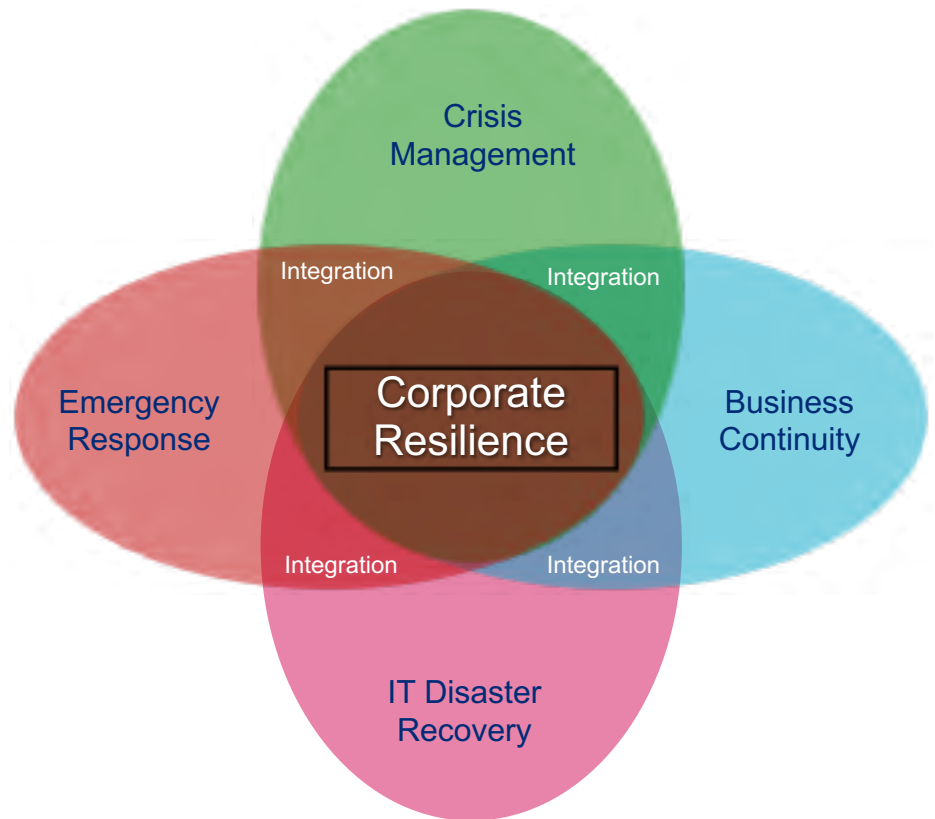 Crisis
Management
Integration
Integration
Emergency
Response
Corporate
Resilience
Business
Continuity
Integration
Integration
IT Disaster
Recovery